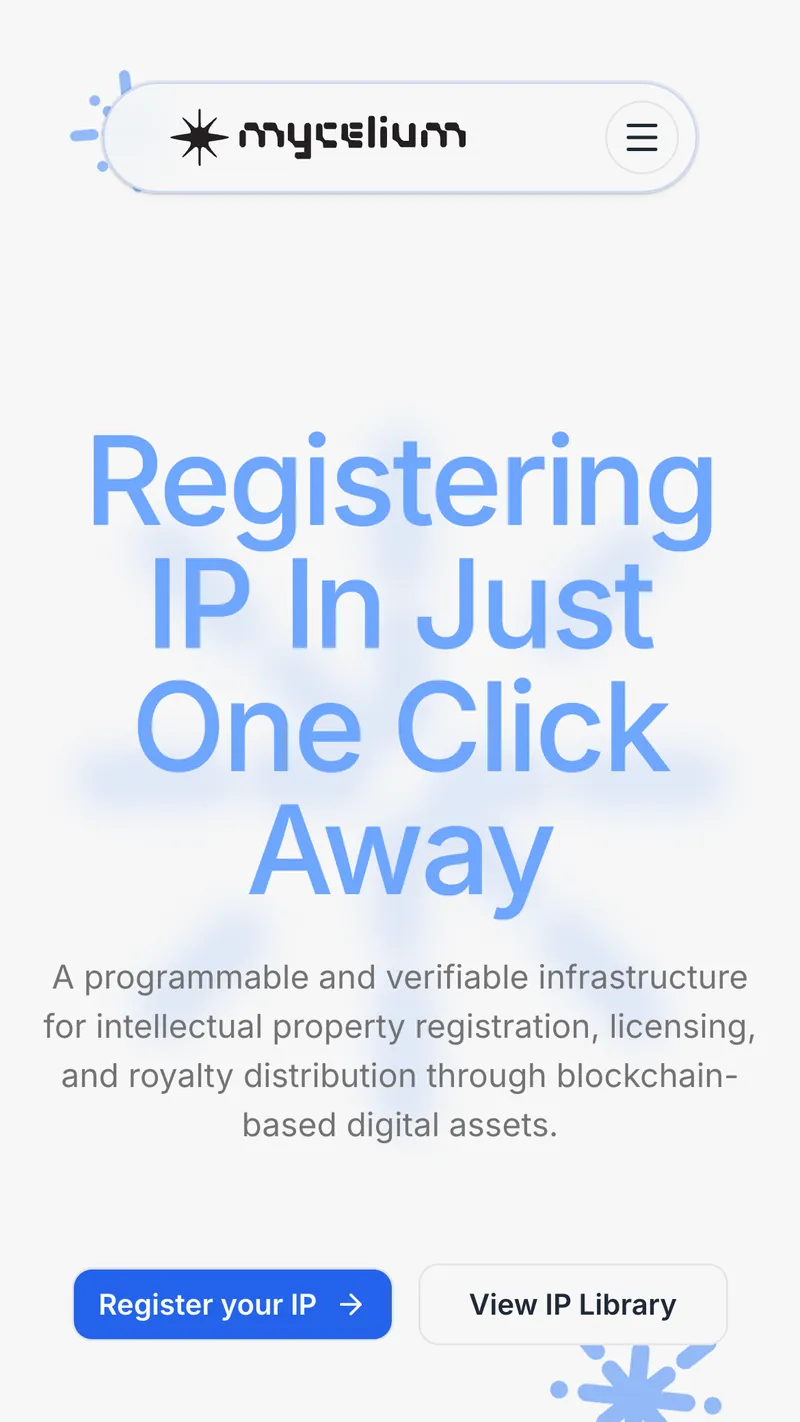 mycelium
Registering
IP In Just
One Click
Away
A programmable and verifiable infrastructure
for intellectual property registration, licensing,
and royalty distribution through blockchain-
based digital assets.
Register your IP
View IP Library